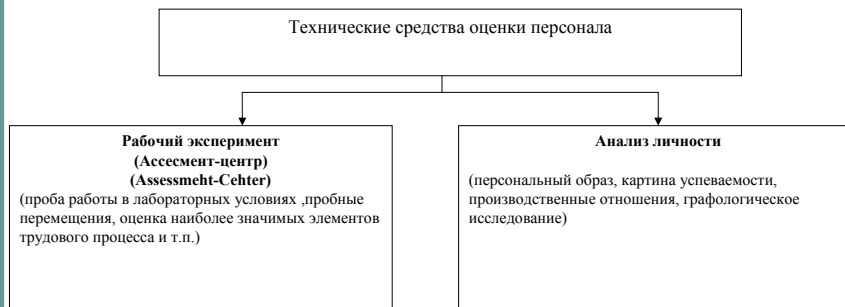 Технические средства оценки персонала
Рабочий эксперимент
(Ассесмент-центр)
(Assessmeht-Cehter)
(проба работы в лабораторных условиях ,пробные
перемещения, оценка наиболее значимых элементов
трудового процесса и т.п.)
Анализ личности
(персональный образ, картина успеваемости,
производственные отношения, графологическое
исследование)